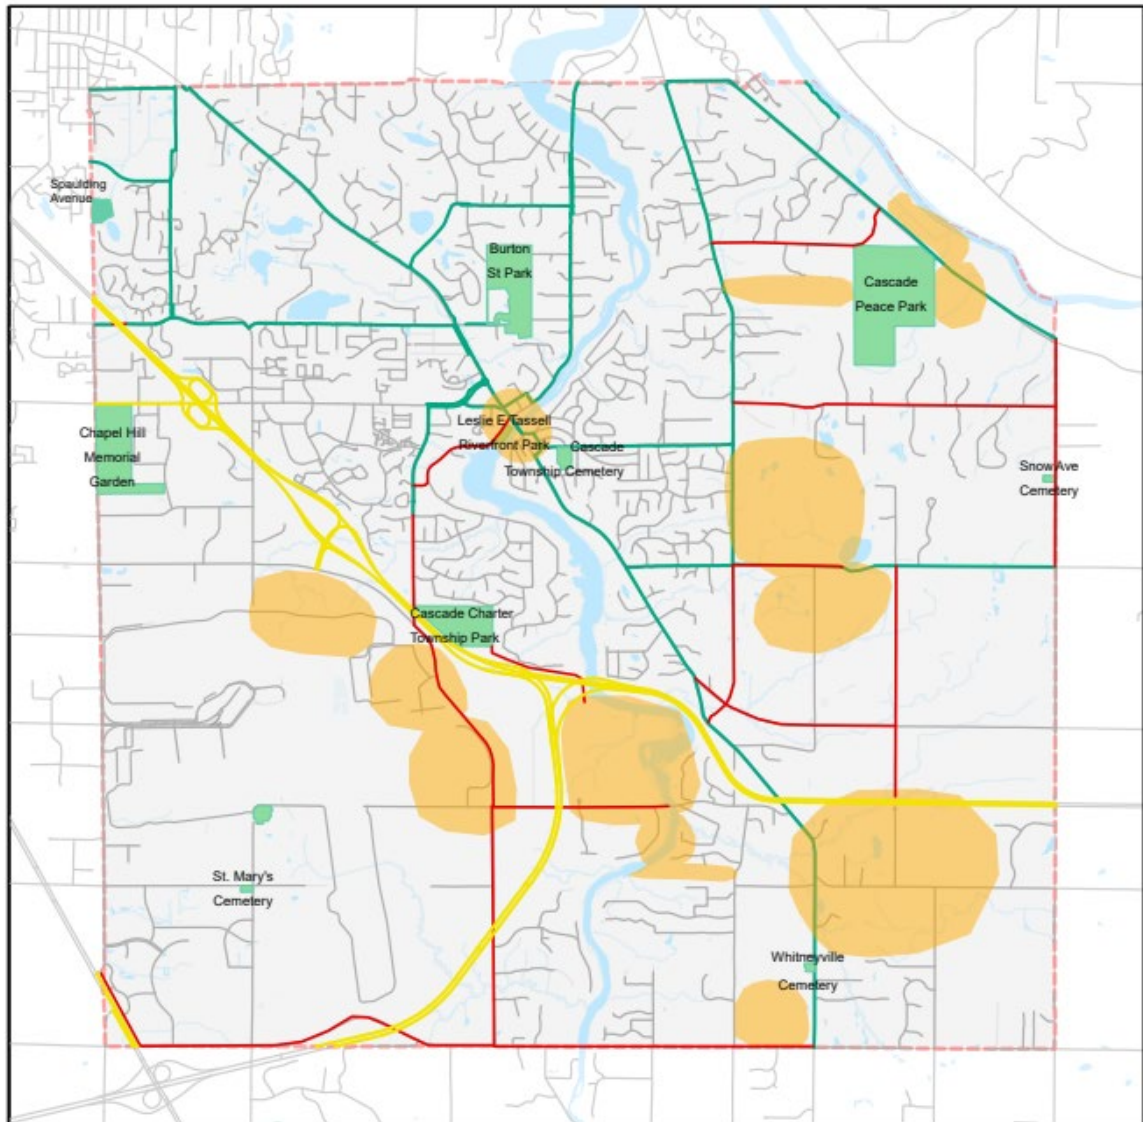 Spaulding
Avenue
Burton
St Park
Cascade
Peace Park
Chapel Hill
Memorial
Garden
Leslie E Tassell
Riverfront Park
Cascade
Township Cemetery
Snow Ave
Cemetery
Cascade Charter
Township Park
St. Mary's
Cemetery
Whitneyville
Cemetery